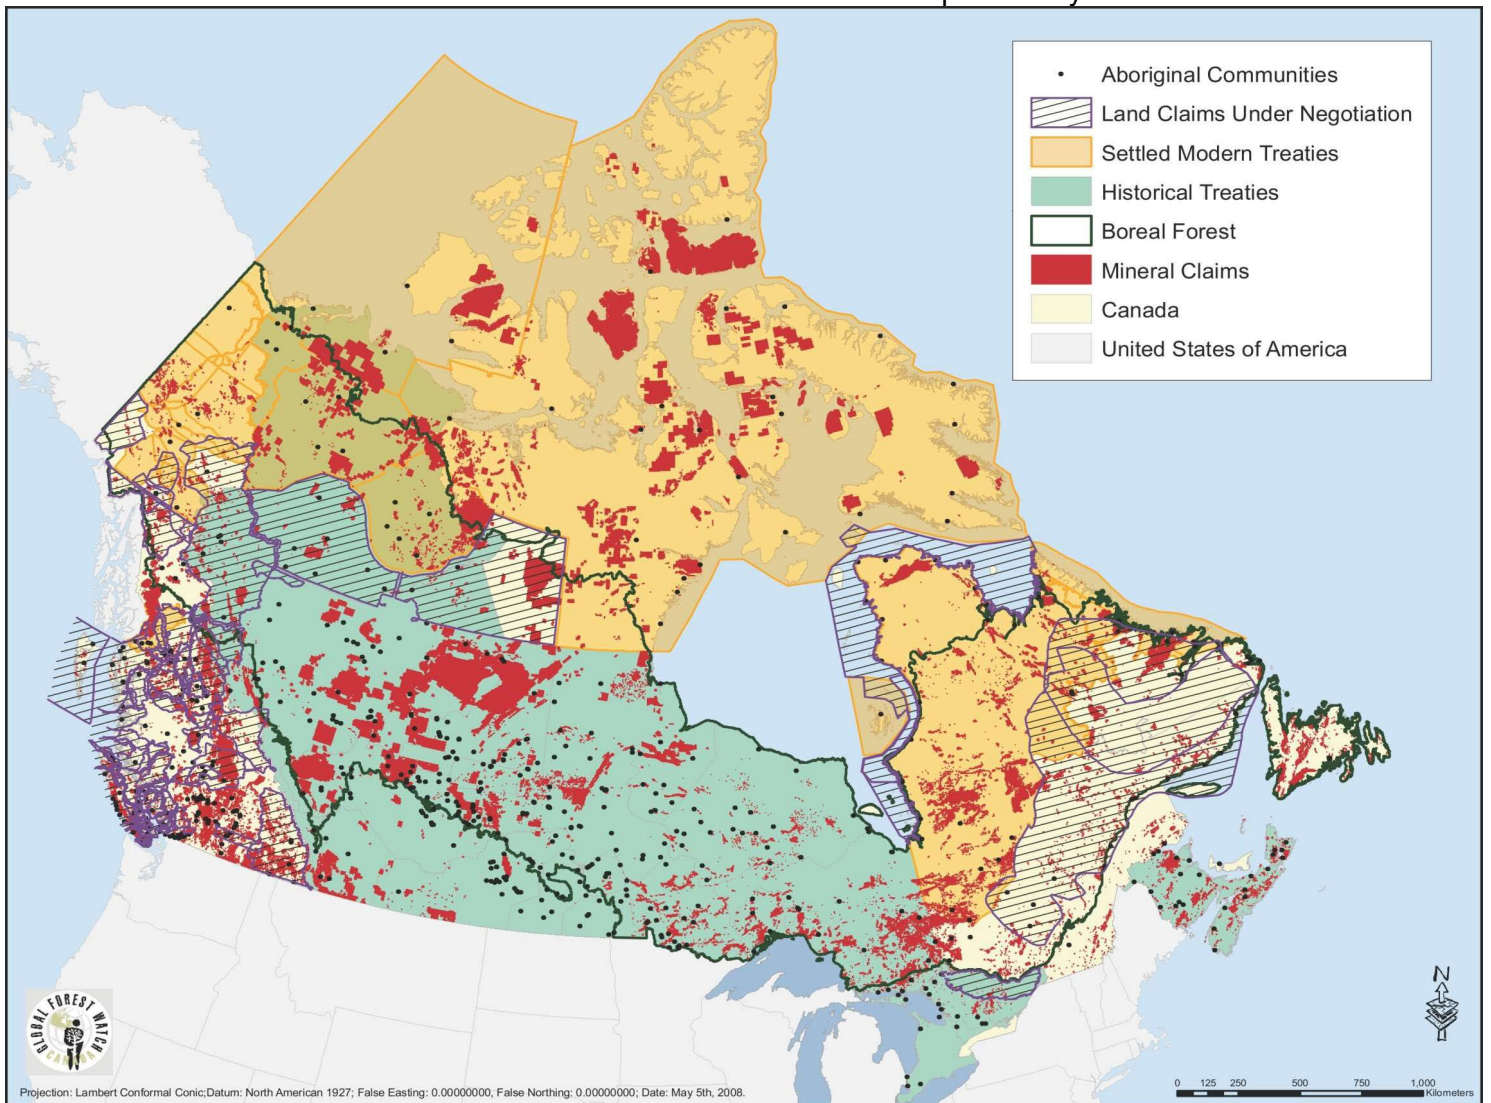 Aboriginal Communities
Land Claims Under Negotiation
Settled Modern Treaties
Historical Treaties
Boreal Forest
Mineral Claims
Canada
United States of America
N
GLOBAL FOREST WATCH
CANADA
0 125 250 500 750 1,000
Kilometers
Projection: Lambert Conformal Conic;Datum: North American 1927; False Easting: 0.00000000, False Northing: 0.00000000; Date: May 5th, 2008.